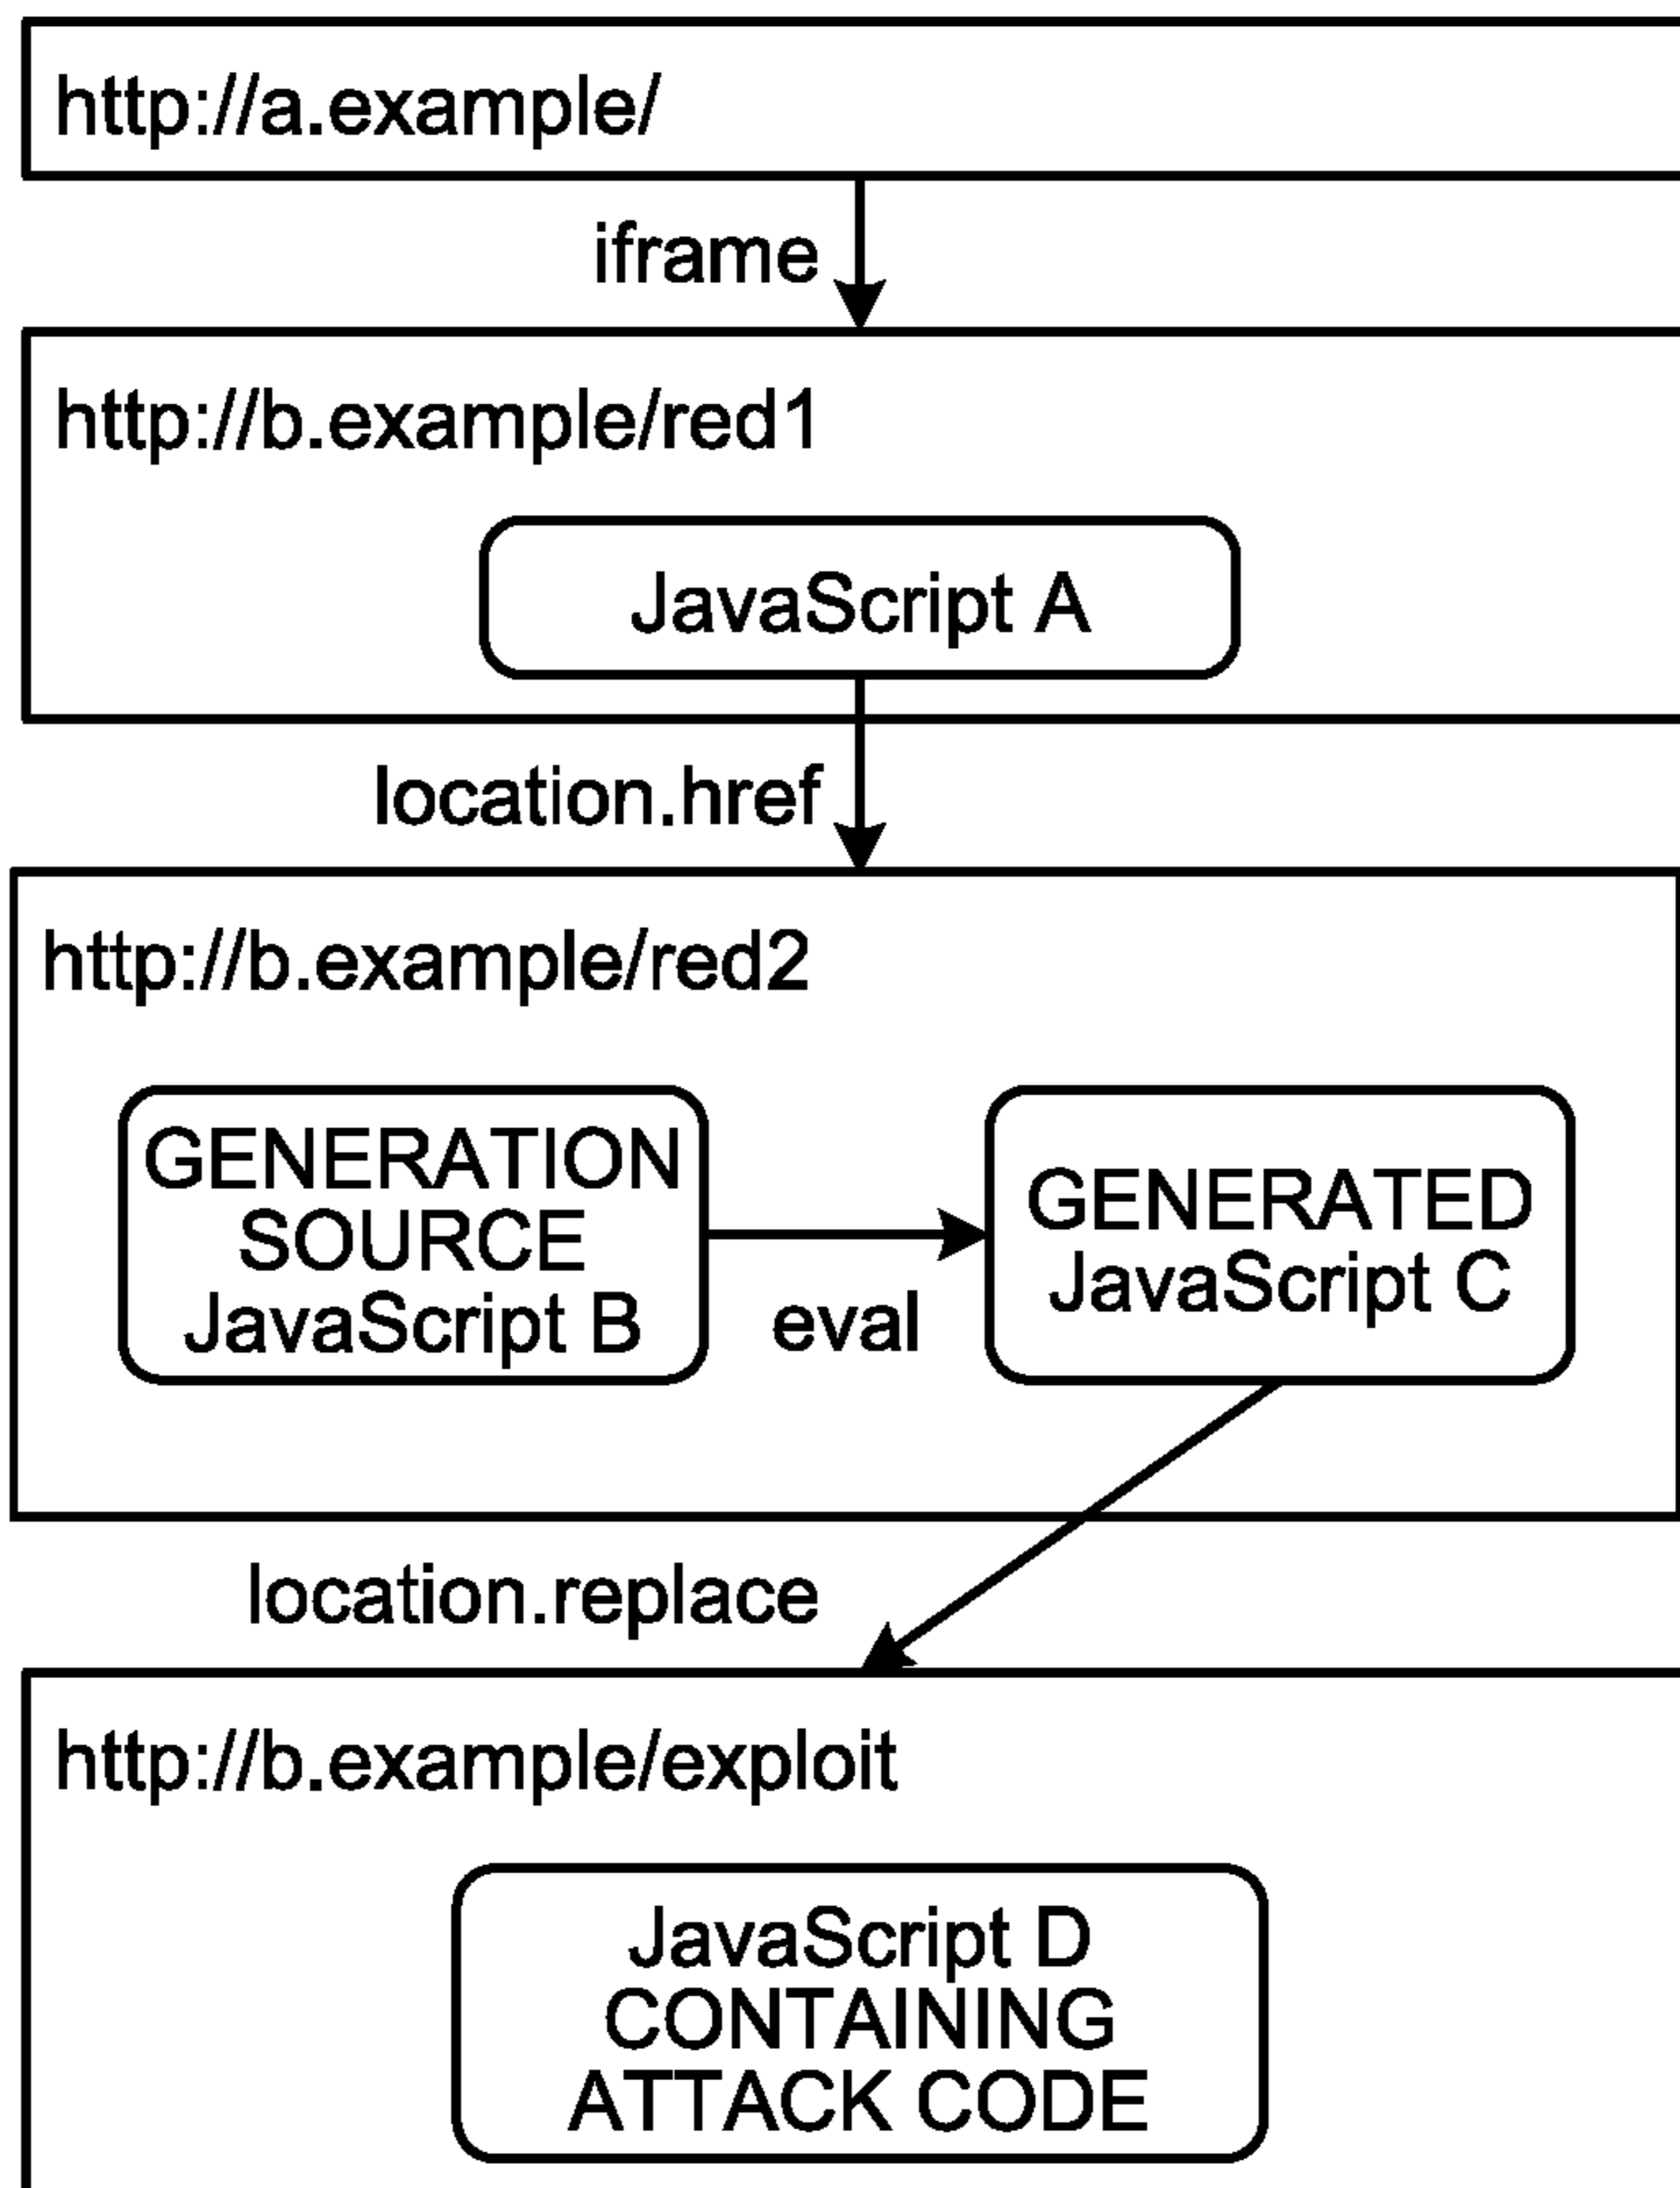 http://a.example/
iframe
http://b.example/red1
JavaScript A
location.href
http://b.example/red2
GENERATION
SOURCE
JavaScript B
eval
GENERATED
JavaScript C
location.replace
http://b.example/exploit
JavaScript D
CONTAINING
ATTACK CODE